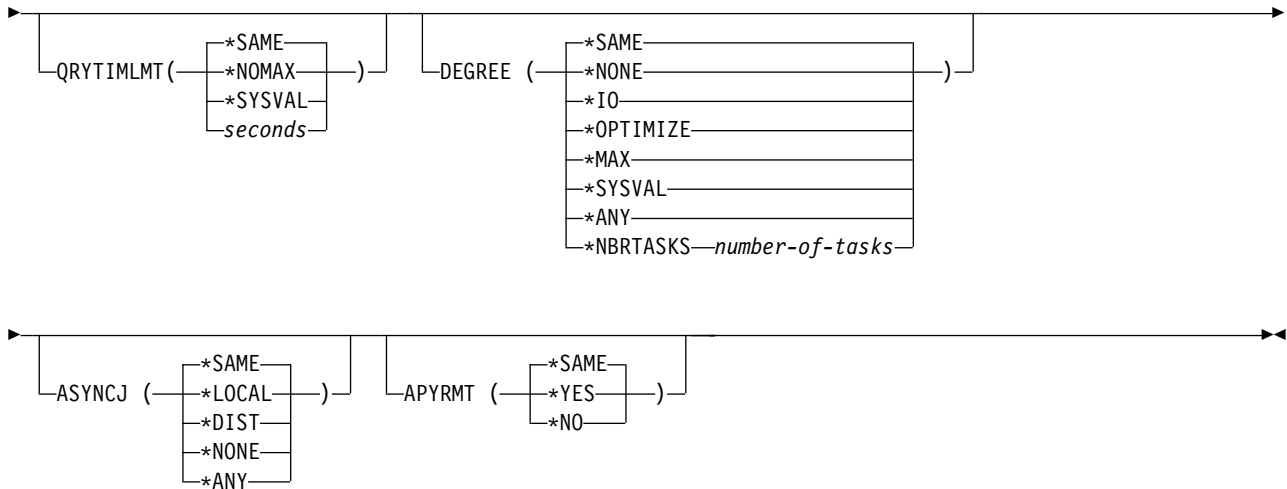 *SAME
QRYTIMLMT( *NOMAX )
*SYSVAL
seconds
*SAME
DEGREE ( *NONE )
*IO
*OPTIMIZE
*MAX
*SYSVAL
*ANY
*NBRTASKS number-of-tasks
*SAME
ASYNCJ ( *LOCAL )
*DIST
*NONE
*ANY
*SAME
APYRMT ( *YES )
*NO